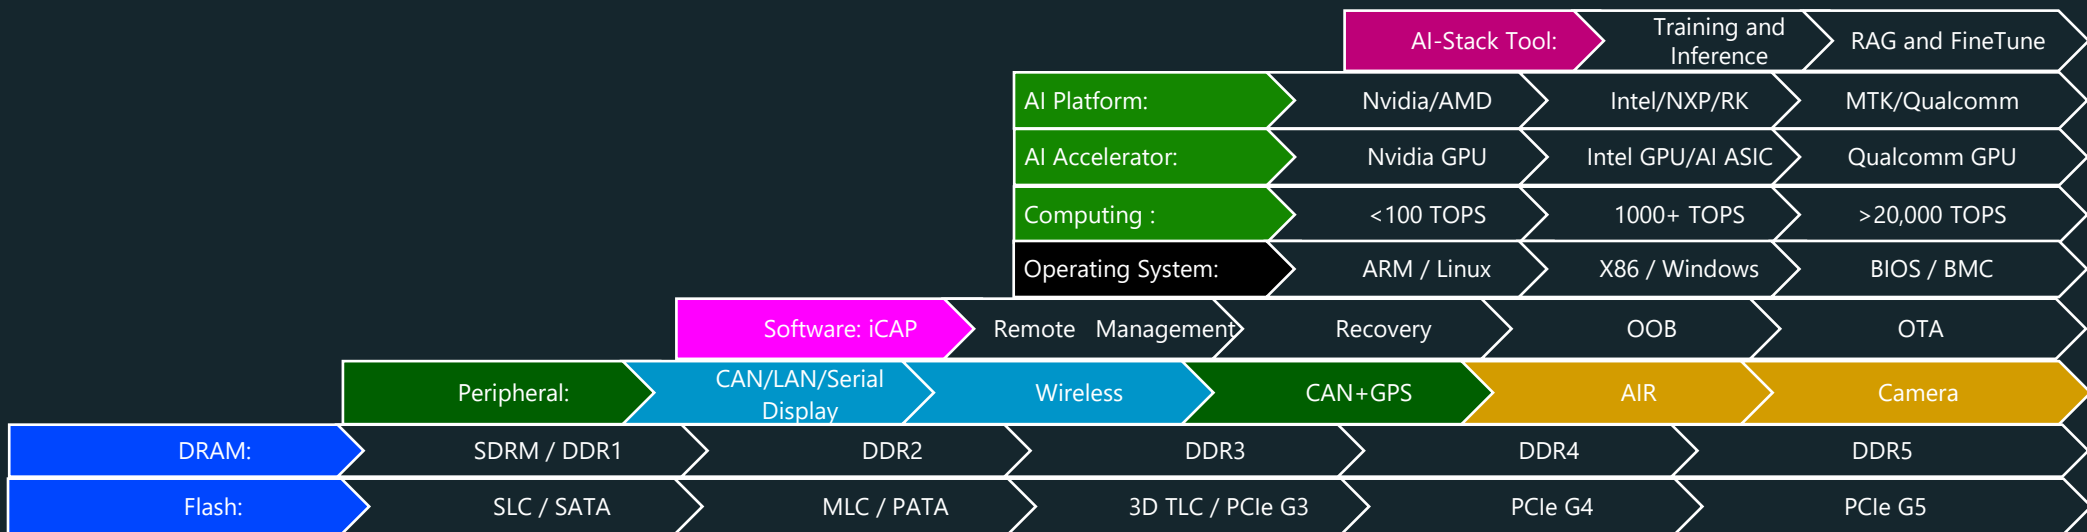 AI-Stack Tool:
Training and
Inference
RAG and FineTune
AI Platform:
Nvidia/AMD
Intel/NXP/RK
MTK/Qualcomm
AI Accelerator:
Nvidia GPU
Intel GPU/AI ASIC
Qualcomm GPU
Computing :
<100 TOPS
1000+ TOPS
>20,000 TOPS
Operating System:
ARM / Linux
X86 / Windows
BIOS / BMC
Software: iCAP
Remote Management
Recovery
OOB
OTA
Peripheral:
CAN/LAN/Serial
Display
Wireless
CAN+GPS
AIR
Camera
DRAM:
SDRM / DDR1
DDR2
DDR3
DDR4
DDR5
Flash:
SLC / SATA
MLC / PATA
3D TLC / PCIe G3
PCIe G4
PCIe G5